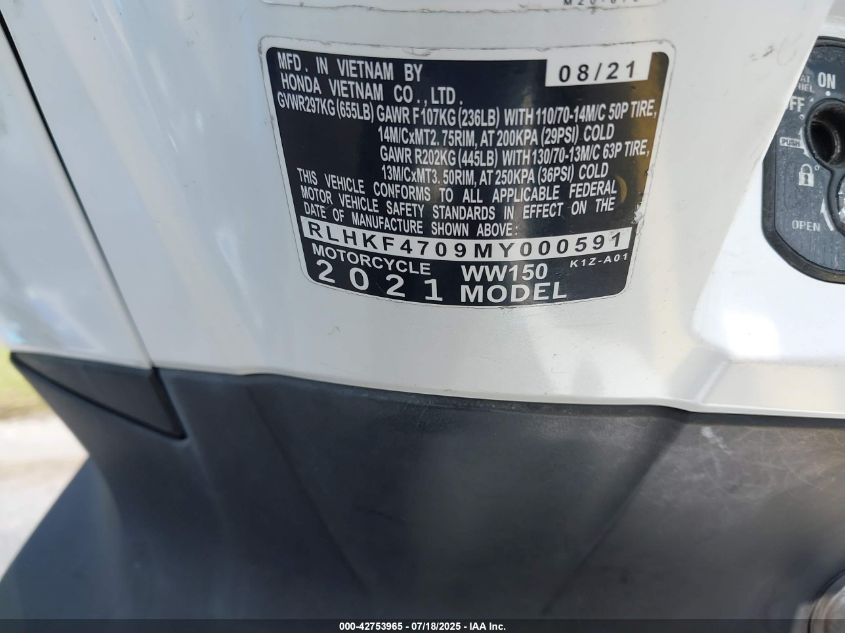 MFD. IN VIETNAM BY 08/21
HONDA VIETNAM CO.,LTD.
GVWR297KG (655LB) GAWR F107KG (236LB) WITH 110/70-14M/C 50P TIRE,
14M/CxMT2.75RIM, AT 200KPA (29PSI) COLD
GAWR R202KG (445LB) WITH 130/70-13M/C 63P TIRE,
13M/CxMT3.50RIM, AT 250KPA (36PSI) COLD
THIS VEHICLE CONFORMS TO ALL APPLICABLE FEDERAL
MOTOR VEHICLE SAFETY STANDARDS IN EFFECT ON THE
DATE OF MANUFACTURE SHOWN ABOVE:
RLHKF4709MY000591
MOTORCYCLE WW150 K1Z-A01
2021 MODEL
ON
OFF
PUSH
OPEN
000-42753965 - 07/18/2025 - IAA Inc.